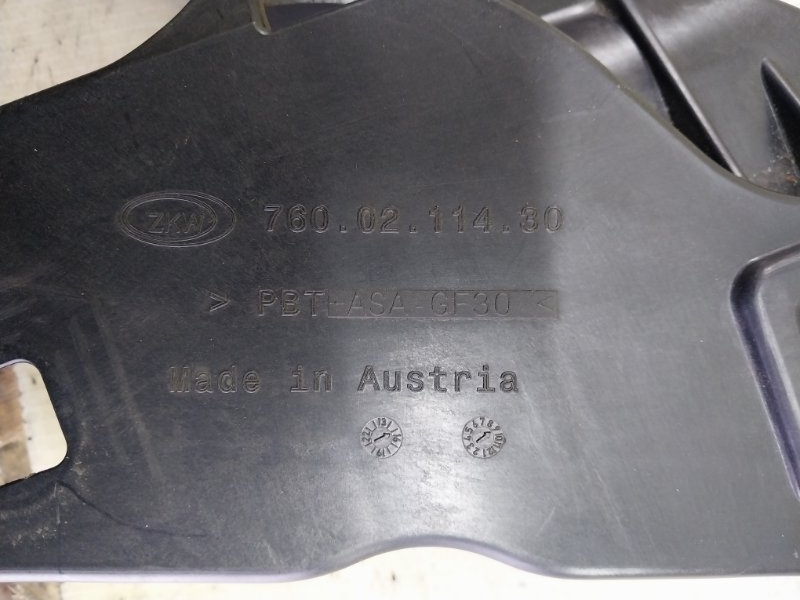 ZKW 760.02.114.30
> PBT-ASA-GF30 <
Made in Austria